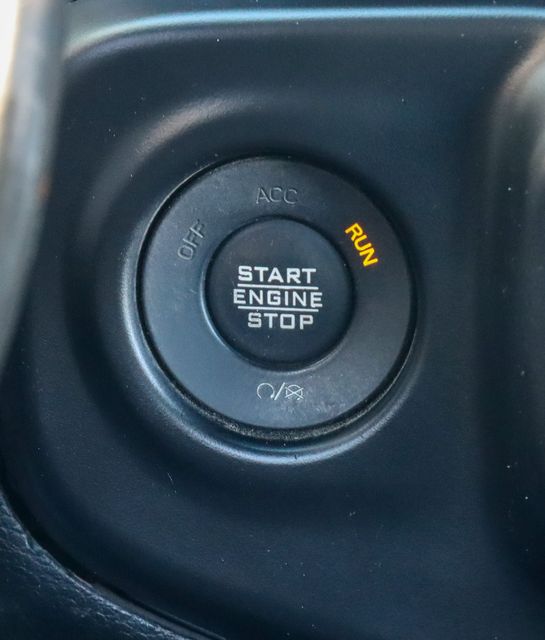 ACC
OFF
RUN
START
ENGINE
STOP